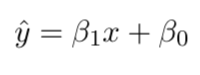 ŷ = β₁x + β₀